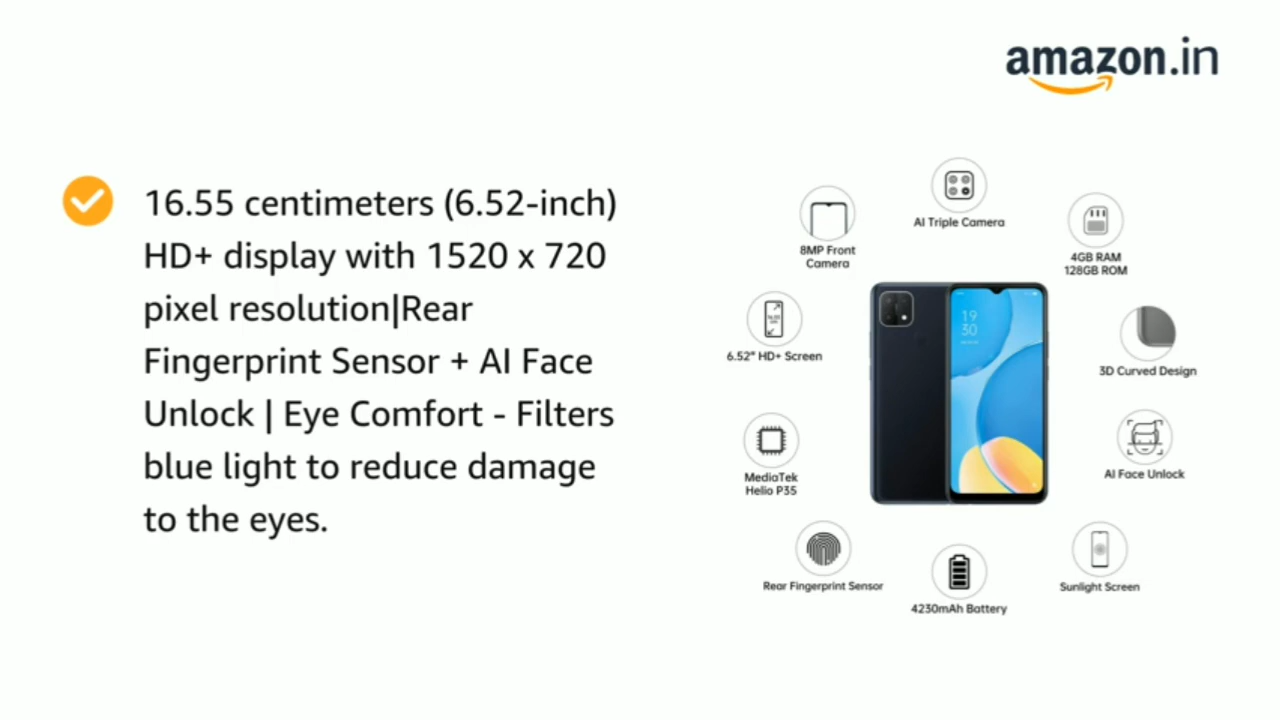 amazon.in
16.55 centimeters (6.52-inch)
HD+ display with 1520 x 720
pixel resolution|Rear
Fingerprint Sensor + AI Face
Unlock | Eye Comfort - Filters
blue light to reduce damage
to the eyes.
AI Triple Camera
8MP Front
Camera
4GB RAM
128GB ROM
19
30
6.52" HD+ Screen
3D Curved Design
MediaTek
Helio P35
AI Face Unlock
Rear Fingerprint Sensor
4230mAh Battery
Sunlight Screen